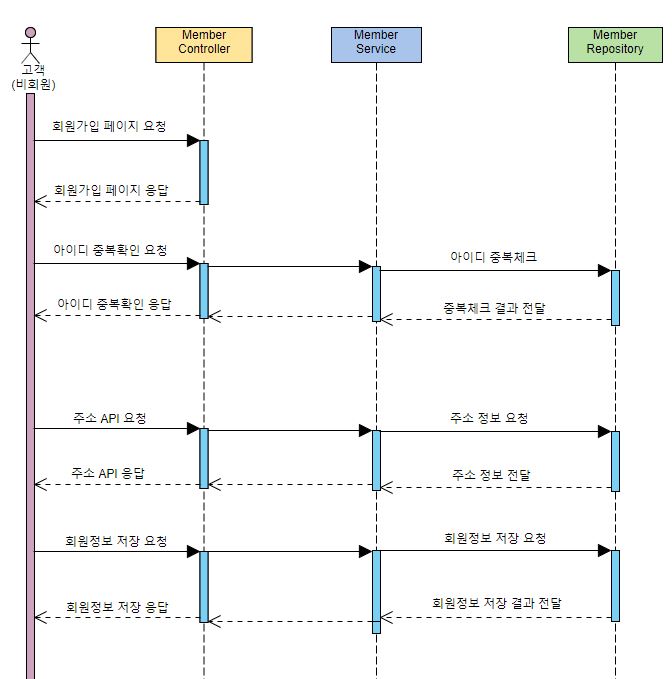 고객
(비회원)
Member
Controller
Member
Service
Member
Repository
회원가입 페이지 요청
회원가입 페이지 응답
아이디 중복확인 요청
아이디 중복체크
아이디 중복확인 응답
중복체크 결과 전달
주소 API 요청
주소 정보 요청
주소 API 응답
주소 정보 전달
회원정보 저장 요청
회원정보 저장 요청
회원정보 저장 응답
회원정보 저장 결과 전달